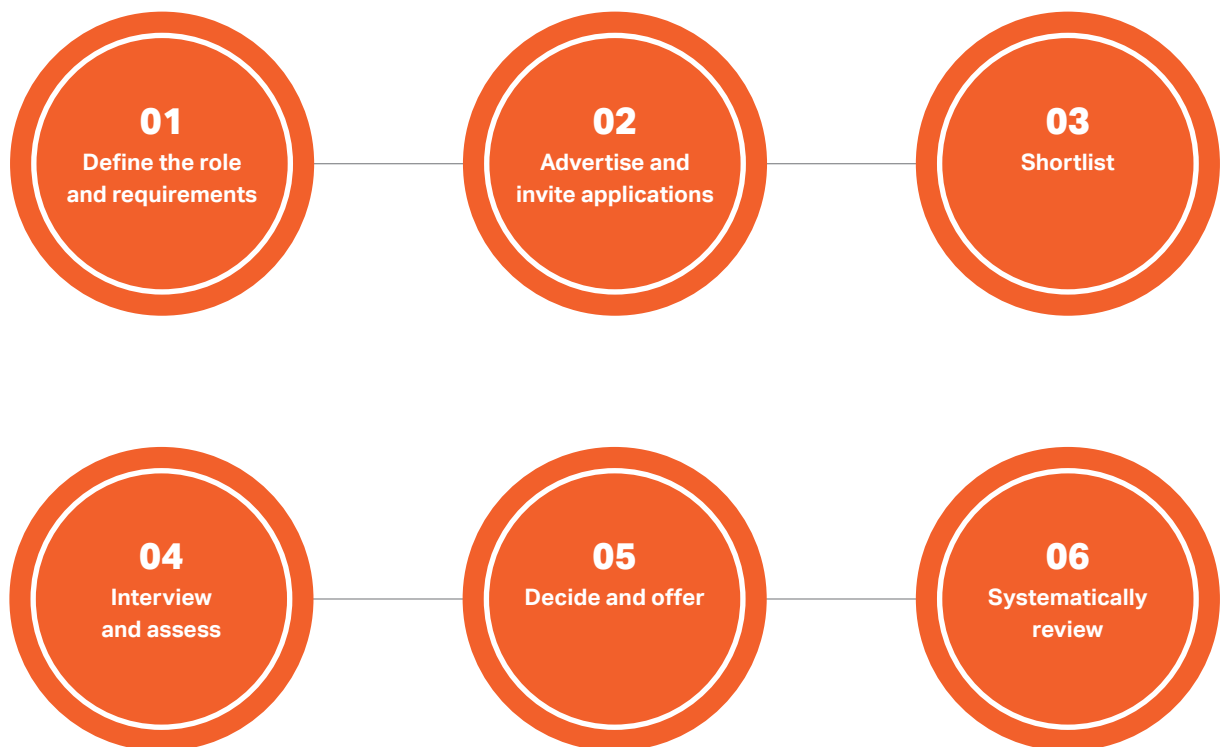 01
Define the role
and requirements
02
Advertise and
invite applications
03
Shortlist
04
Interview
and assess
05
Decide and offer
06
Systematically
review